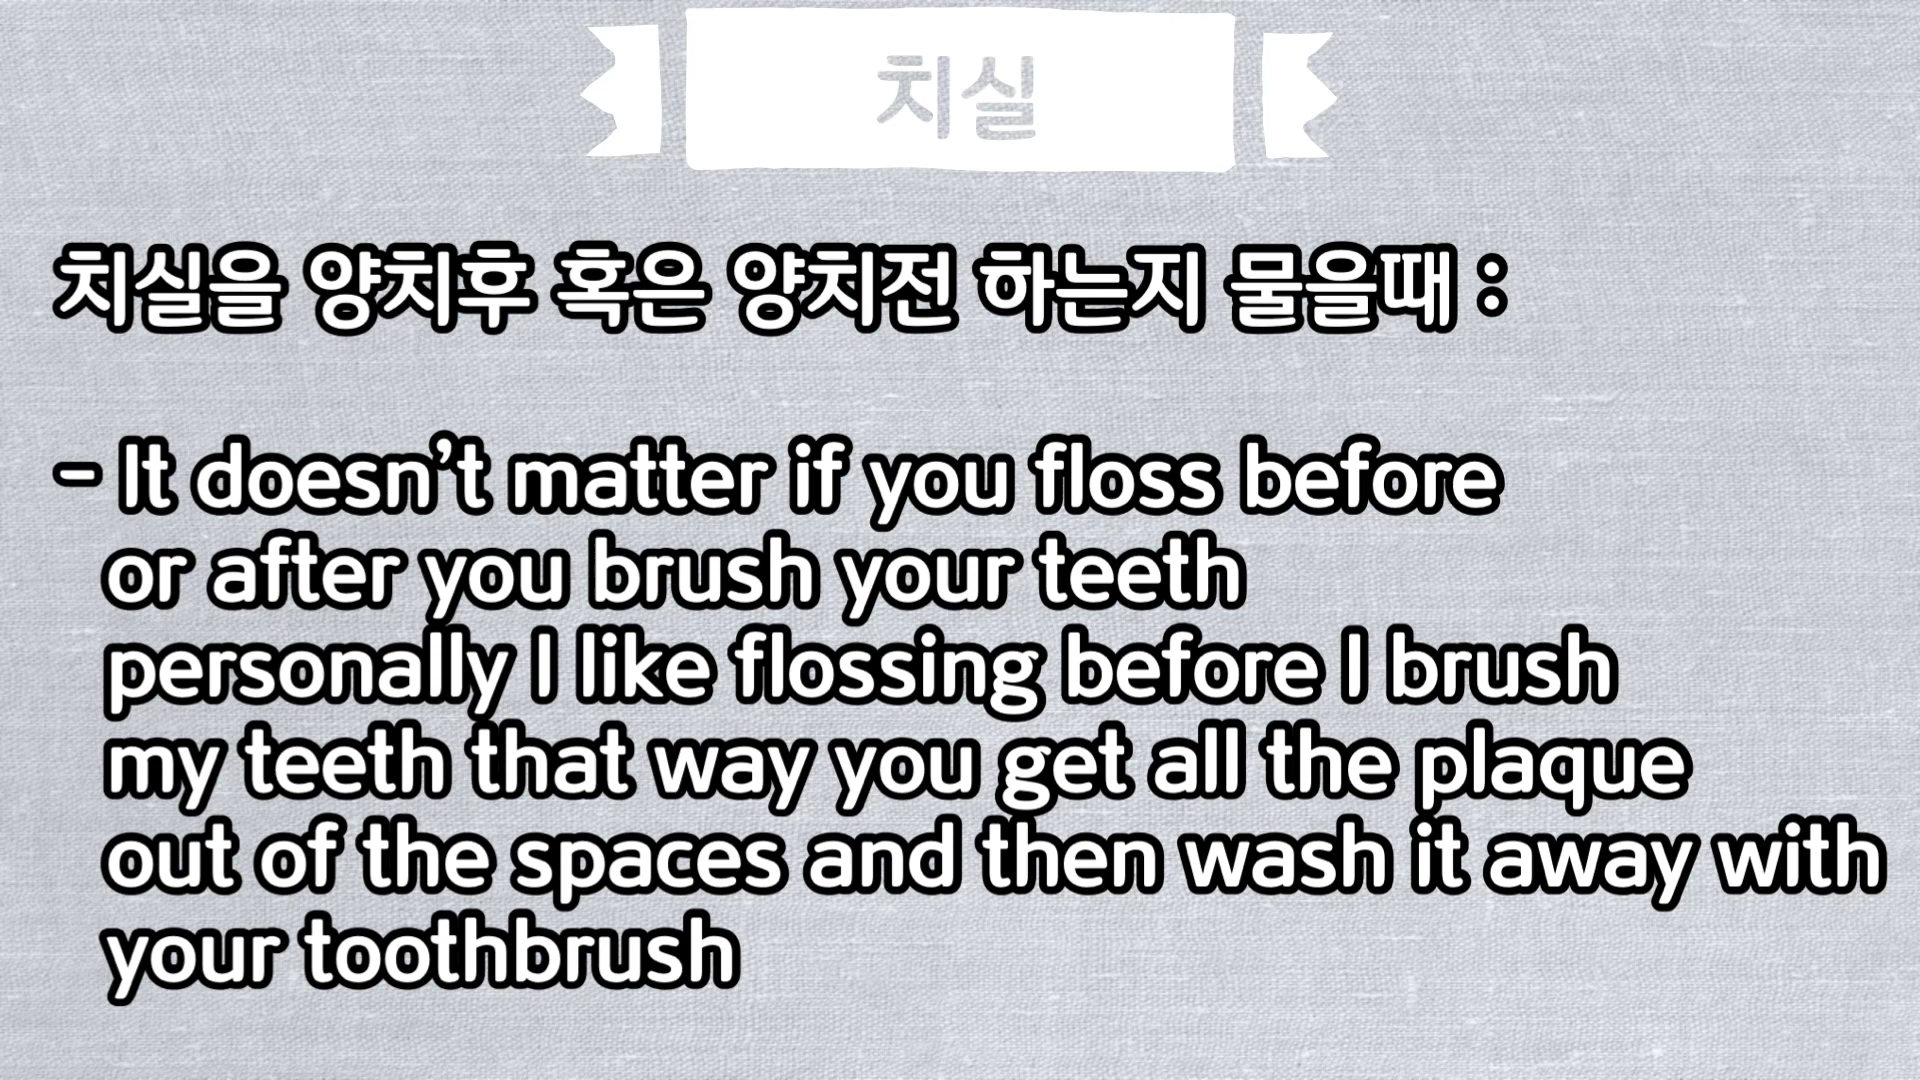 치실
치실을 양치후 혹은 양치전 하는지 물을때 :
- It doesn't matter if you floss before
or after you brush your teeth
personally I like flossing before I brush
my teeth that way you get all the plaque
out of the spaces and then wash it away with
your toothbrush